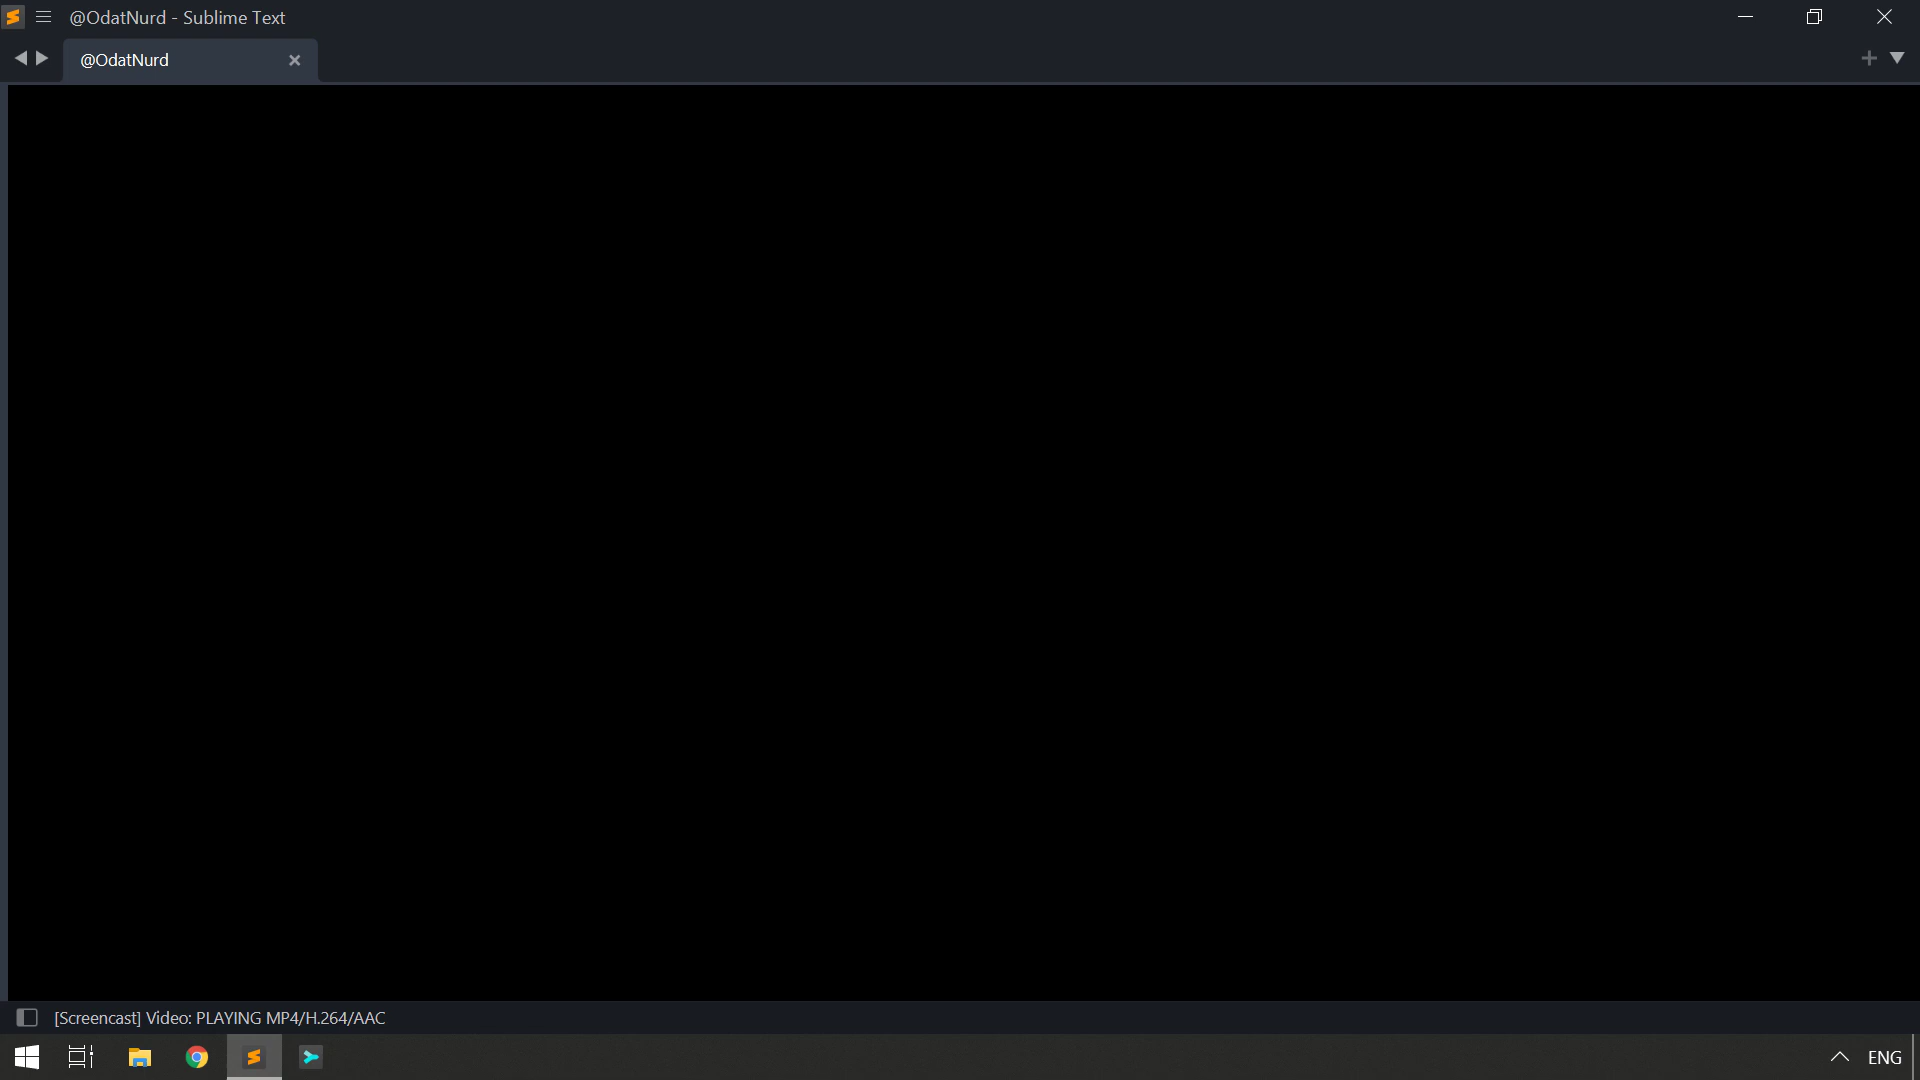 @OdatNurd - Sublime Text
@OdatNurd
[Screencast] Video: PLAYING MP4/H.264/AAC
ENG